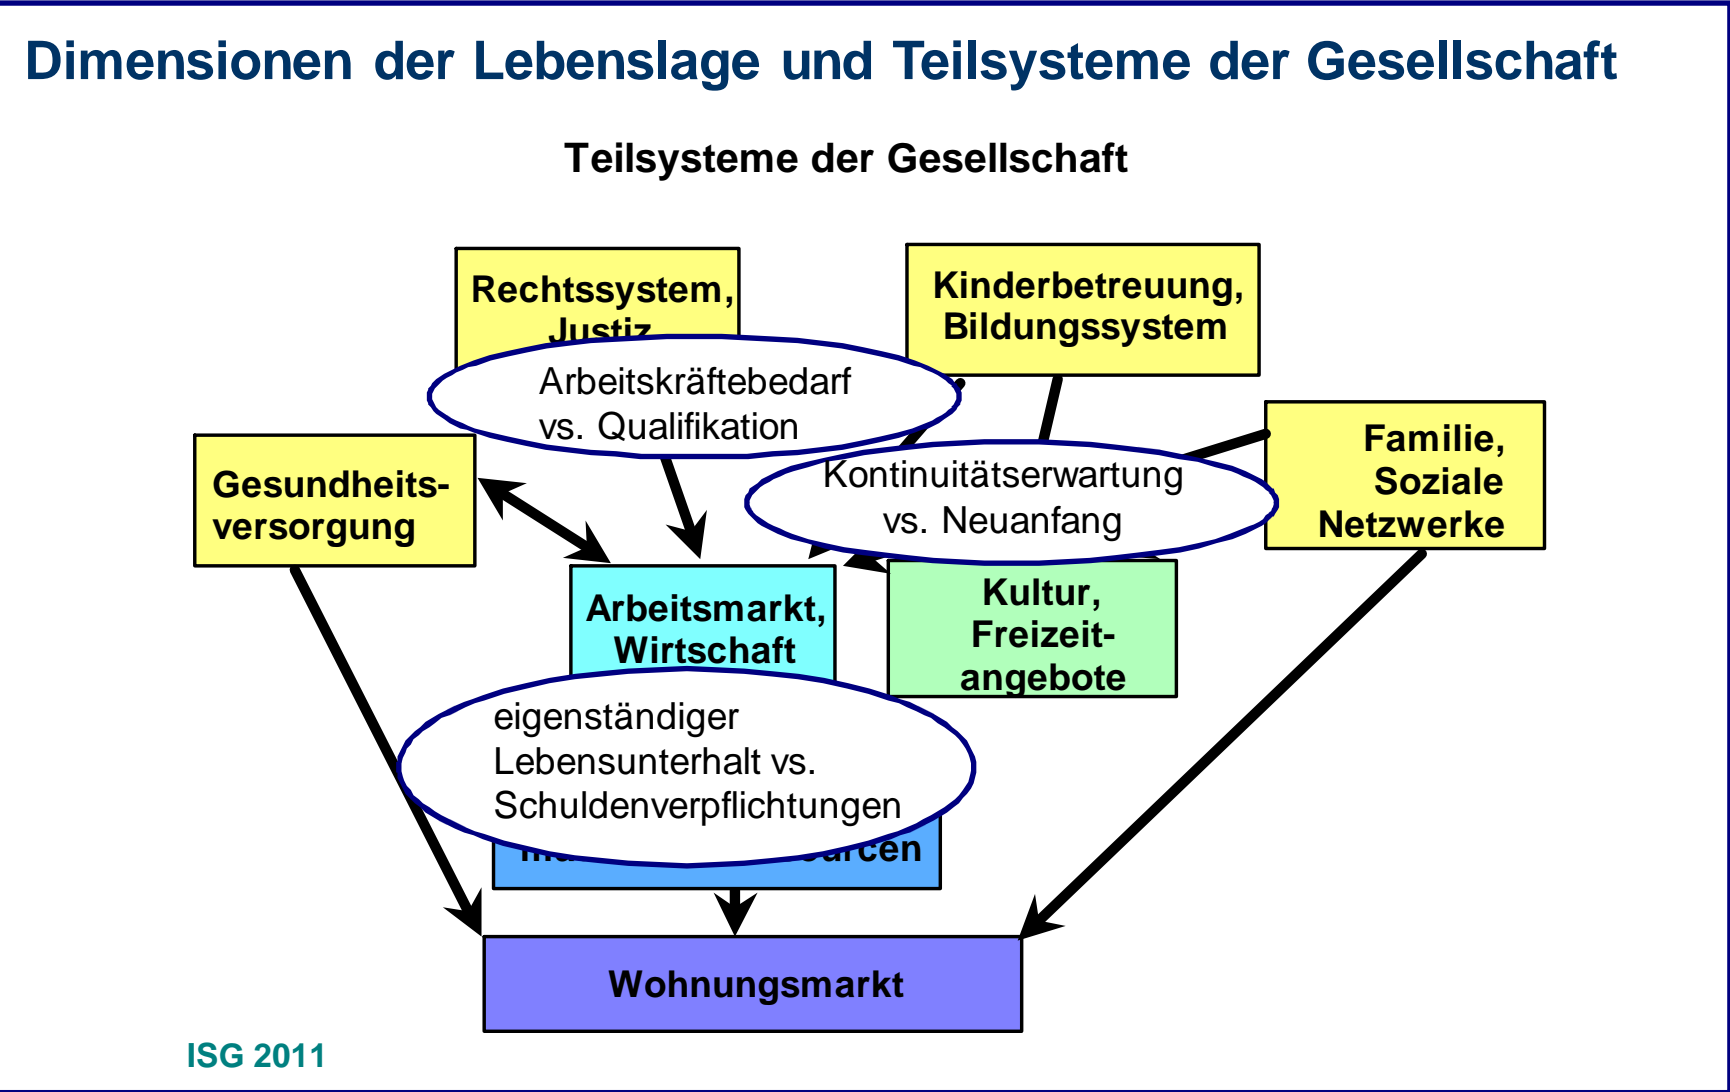 Dimensionen der Lebenslage und Teilsysteme der Gesellschaft
Teilsysteme der Gesellschaft
Rechtssystem,
Justiz
Kinderbetreuung,
Bildungssystem
Arbeitskräftebedarf
vs. Qualifikation
Familie,
Soziale
Netzwerke
Gesundheits-
versorgung
Kontinuitätserwartung
vs. Neuanfang
Arbeitsmarkt,
Wirtschaft
Kultur,
Freizeit-
angebote
eigenständiger
Lebensunterhalt vs.
Schuldenverpflichtungen
Wohnungsmarkt
ISG 2011